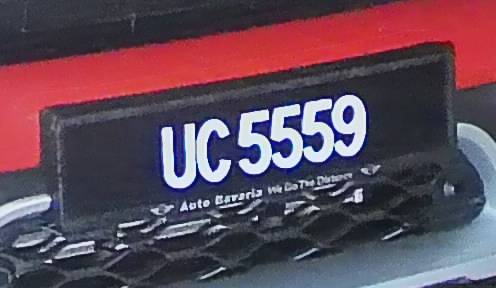 UC 5559
Auto Bavaria We Go The Distance